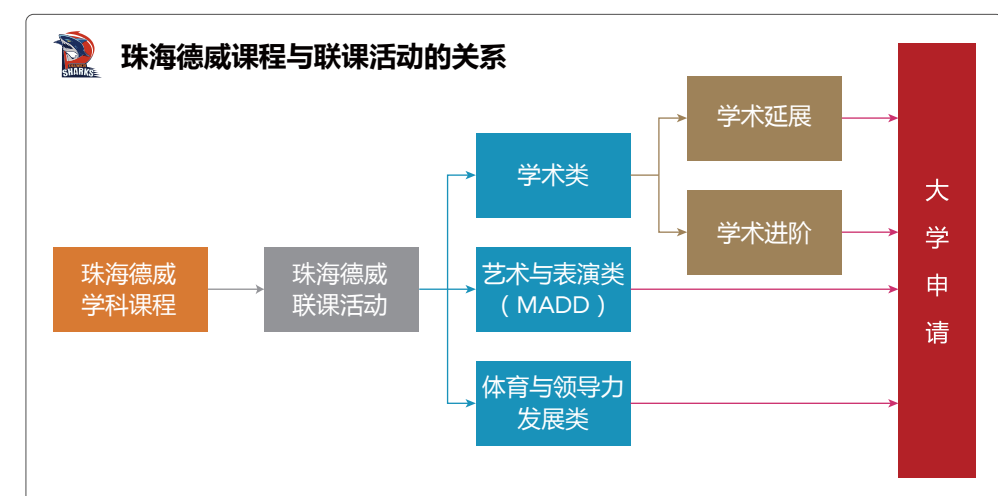 SHARKS
珠海德威课程与联课活动的关系
学术延展
学术类
学术进阶
珠海德威
学科课程
珠海德威
联课活动
艺术与表演类
（MADD）
体育与领导力
发展类
大
学
申
请